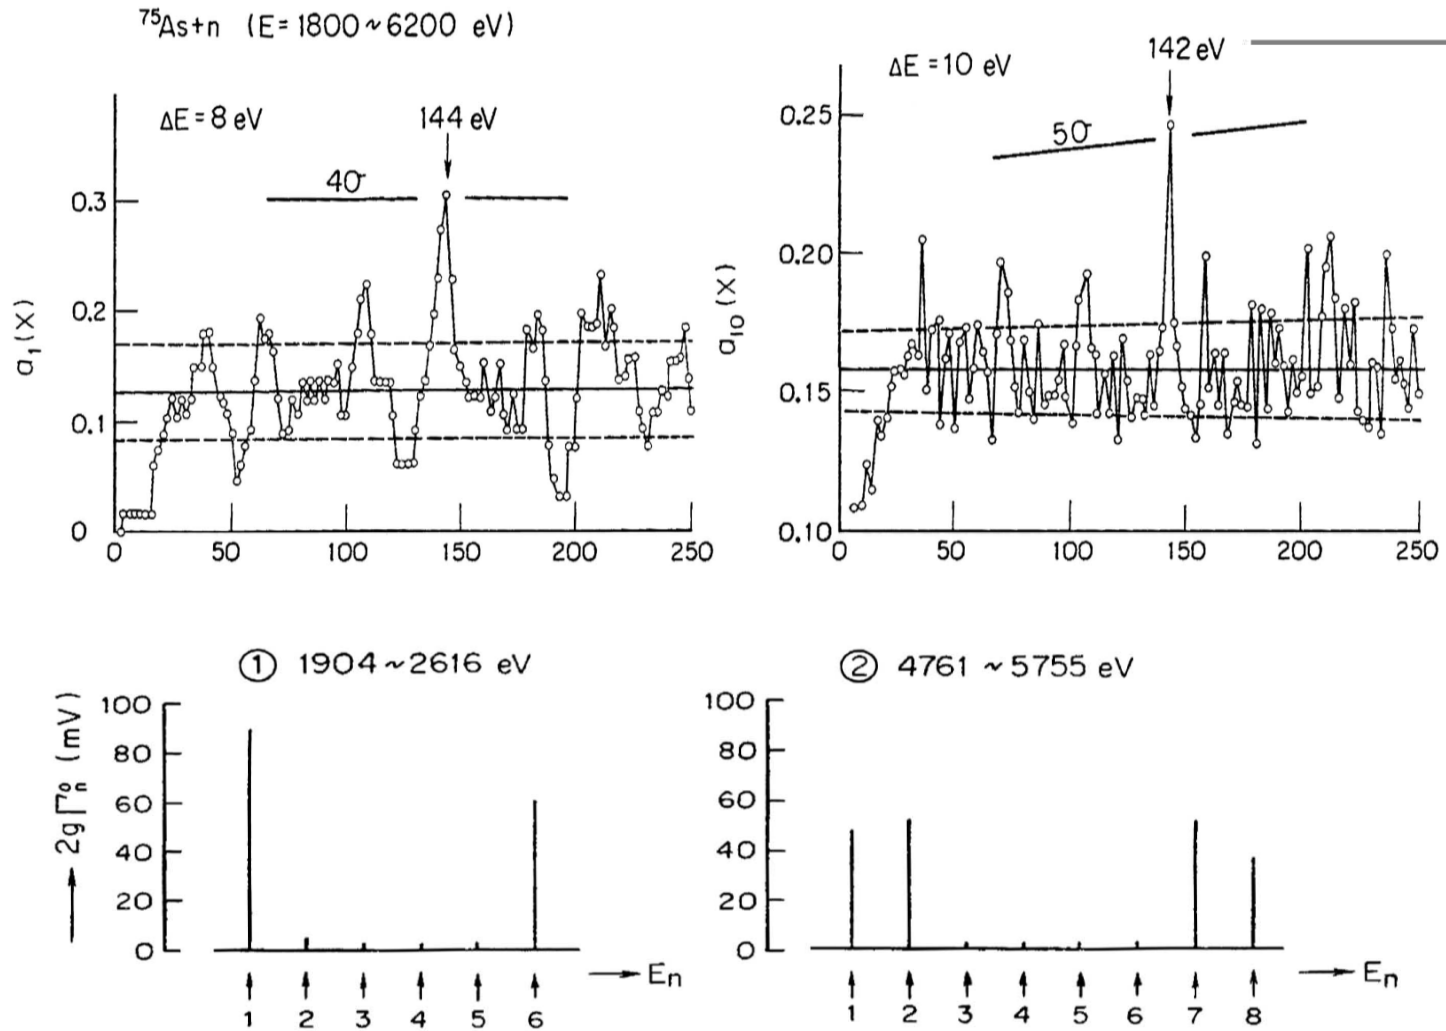 ⁷⁵As+n (E=1800~6200 eV)
ΔE=8 eV
144 eV
4σ
a₁(X)
0.3
0.2
0.1
0
0 50 100 150 200 250
142 eV
ΔE=10 eV
5σ
a₁₀(X)
0.25
0.20
0.15
0.10
0 50 100 150 200 250
① 1904~2616 eV
→ 2gΓₙ⁰ (mV)
100
80
60
40
20
0
→ Eₙ
1 2 3 4 5 6
② 4761~5755 eV
100
80
60
40
20
0
→ Eₙ
1 2 3 4 5 6 7 8